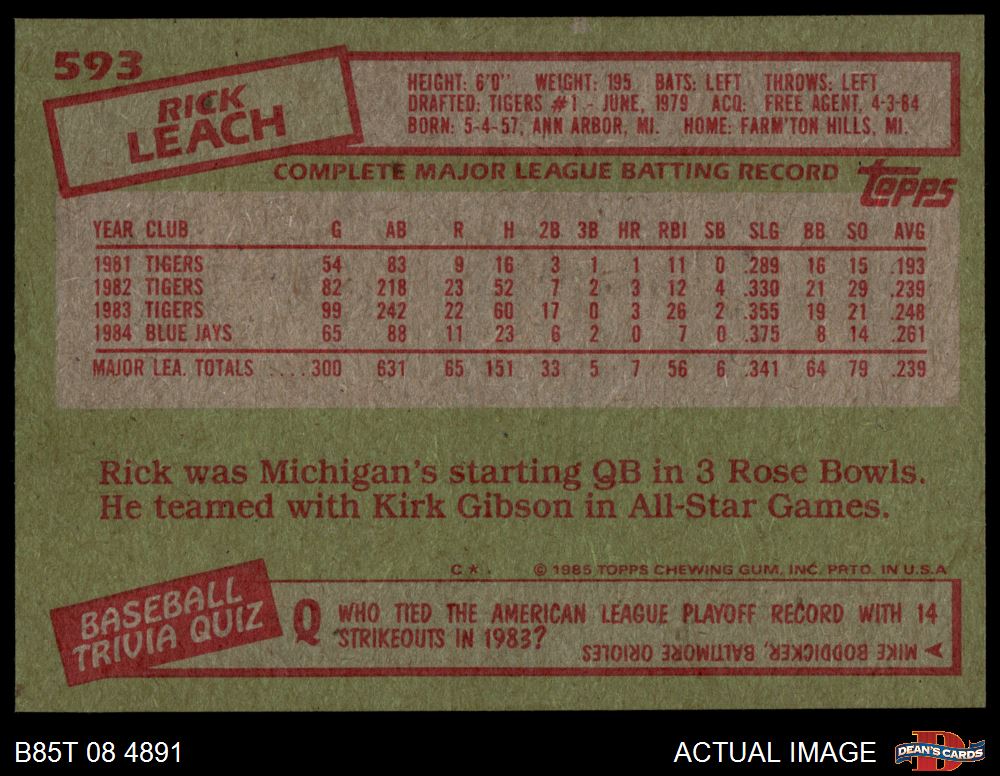 593
RICK
LEACH
HEIGHT: 6'0" WEIGHT: 195 BATS: LEFT THROWS: LEFT
DRAFTED: TIGERS #1 - JUNE, 1979 ACQ: FREE AGENT, 4-3-84
BORN: 5-4-57, ANN ARBOR, MI. HOME: FARM'TON HILLS, MI.
COMPLETE MAJOR LEAGUE BATTING RECORD
topps
YEAR CLUB G AB R H 2B 3B HR RBI SB SLG BB SO AVG
1981 TIGERS 54 83 9 16 3 1 1 11 0 .289 16 15 .193
1982 TIGERS 82 218 23 52 7 2 3 12 4 .330 21 29 .239
1983 TIGERS 99 242 22 60 17 0 3 26 2 .355 19 21 .248
1984 BLUE JAYS 65 88 11 23 6 2 0 7 0 .375 8 14 .261
MAJOR LEA. TOTALS ....300 631 65 151 33 5 7 56 6 .341 64 79 .239
Rick was Michigan's starting QB in 3 Rose Bowls.
He teamed with Kirk Gibson in All-Star Games.
C*. © 1985 TOPPS CHEWING GUM, INC. PRTD. IN U.S.A
BASEBALL
TRIVIA QUIZ
Q WHO TIED THE AMERICAN LEAGUE PLAYOFF RECORD WITH 14
STRIKEOUTS IN 1983?
MIKE BODDICKER, BALTIMORE ORIOLES
B85T 08 4891
ACTUAL IMAGE
D
DEAN'S CARDS